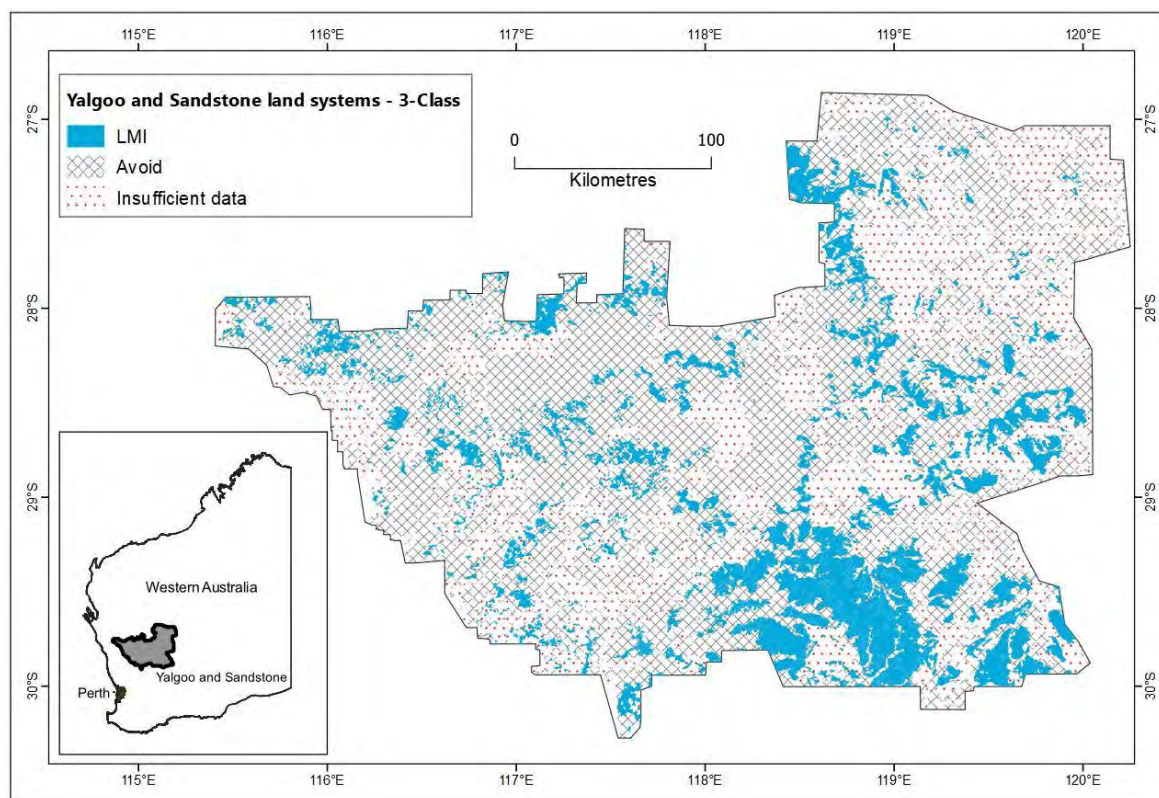 115°E 116°E 117°E 118°E 119°E 120°E
27°S 27°S
Yalgoo and Sandstone land systems - 3-Class
LMI
Avoid
Insufficient data
0 100
Kilometres
28°S 28°S
29°S 29°S
Western Australia
Yalgoo and Sandstone
Perth
30°S 30°S
115°E 116°E 117°E 118°E 119°E 120°E